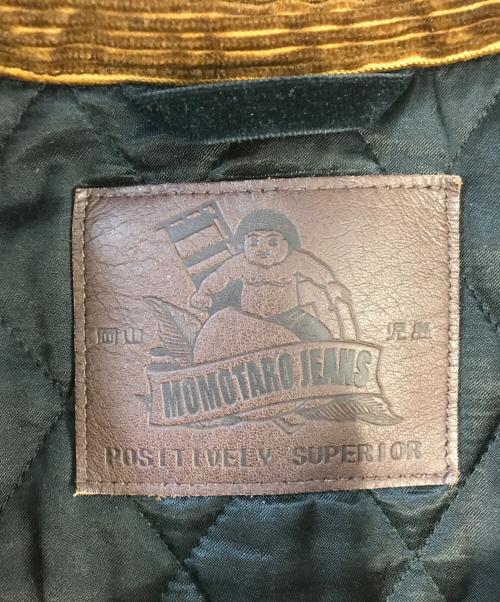 岡山 児島
MOMOTARO JEANS
POSITIVELY SUPERIOR